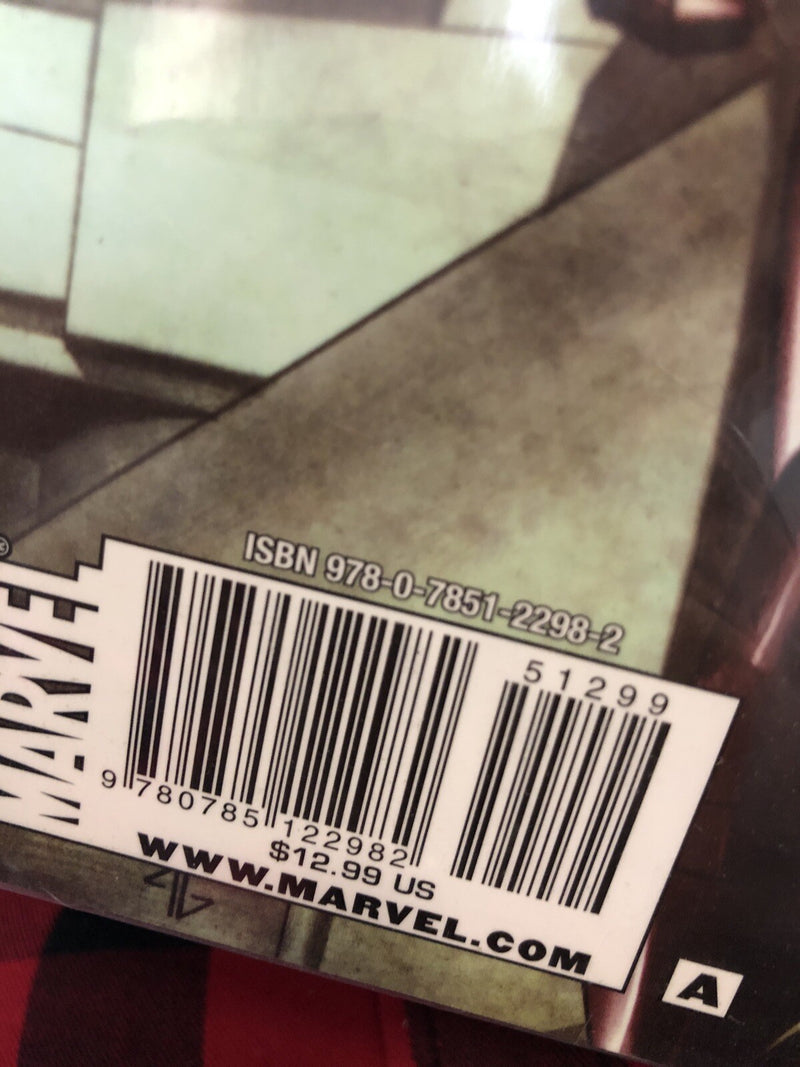 ISBN 978-0-7851-2298-2
51299
®
MARVEL
9 780785 122982
$12.99 US
WWW.MARVEL.COM
A